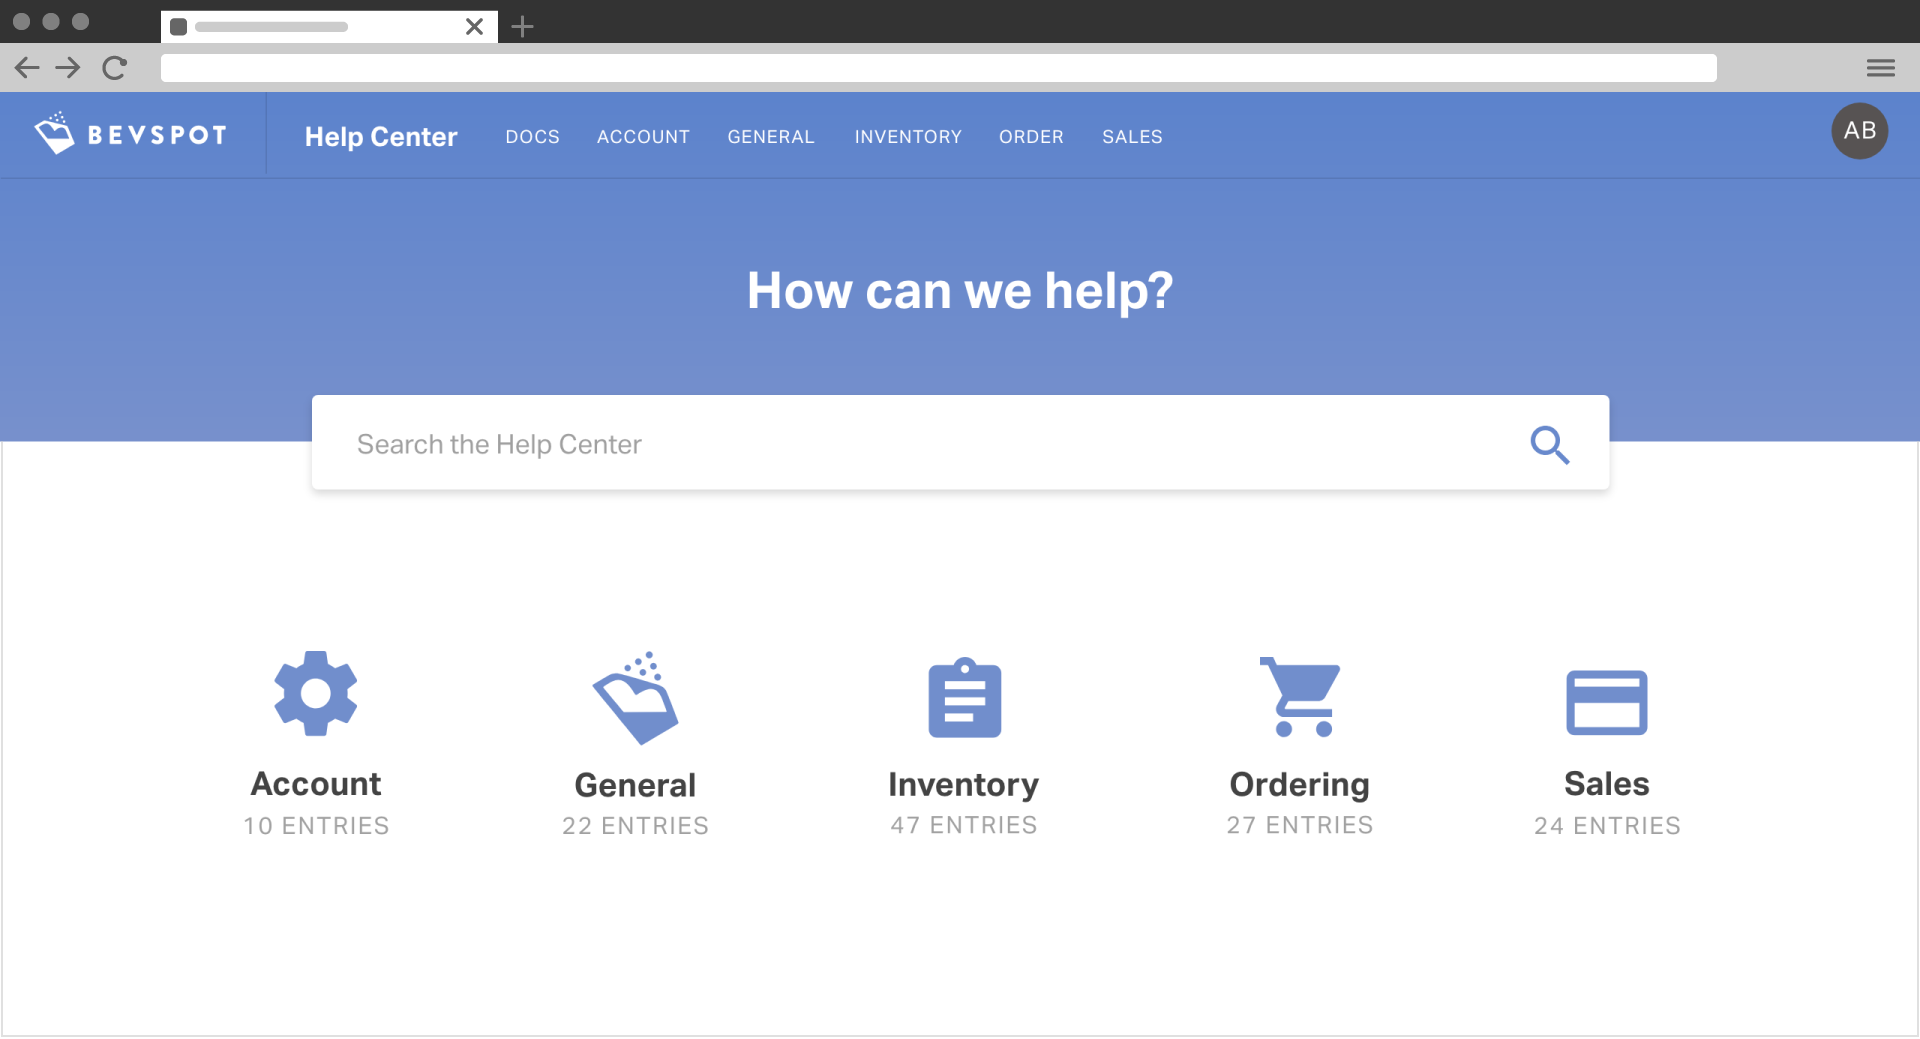 BEVSPOT Help Center DOCS ACCOUNT GENERAL INVENTORY ORDER SALES AB
How can we help?
Search the Help Center
Account General Inventory Ordering Sales
10 ENTRIES 22 ENTRIES 47 ENTRIES 27 ENTRIES 24 ENTRIES